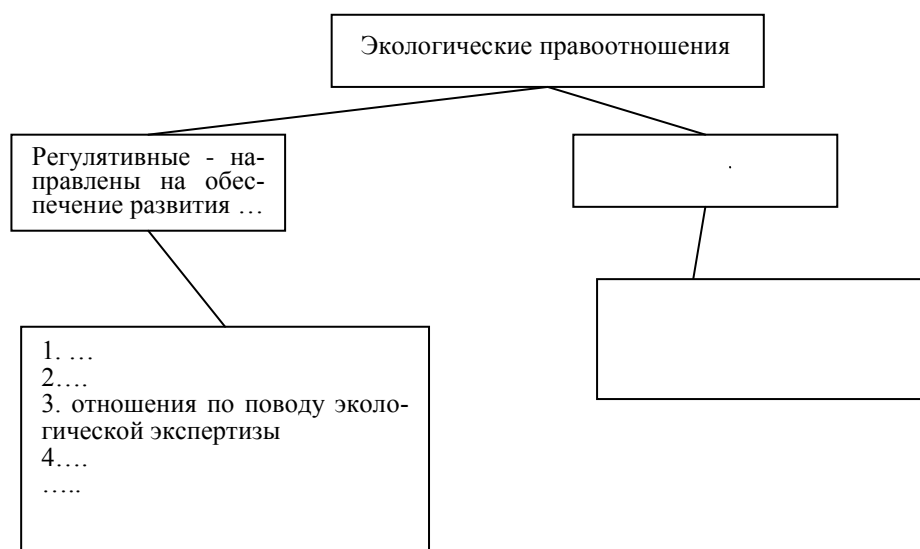 Экологические правоотношения
Регулятивные - на-
правлены на обес-
печение развития …
.
1. …
2….
3. отношения по поводу эколо-
гической экспертизы
4….
…..